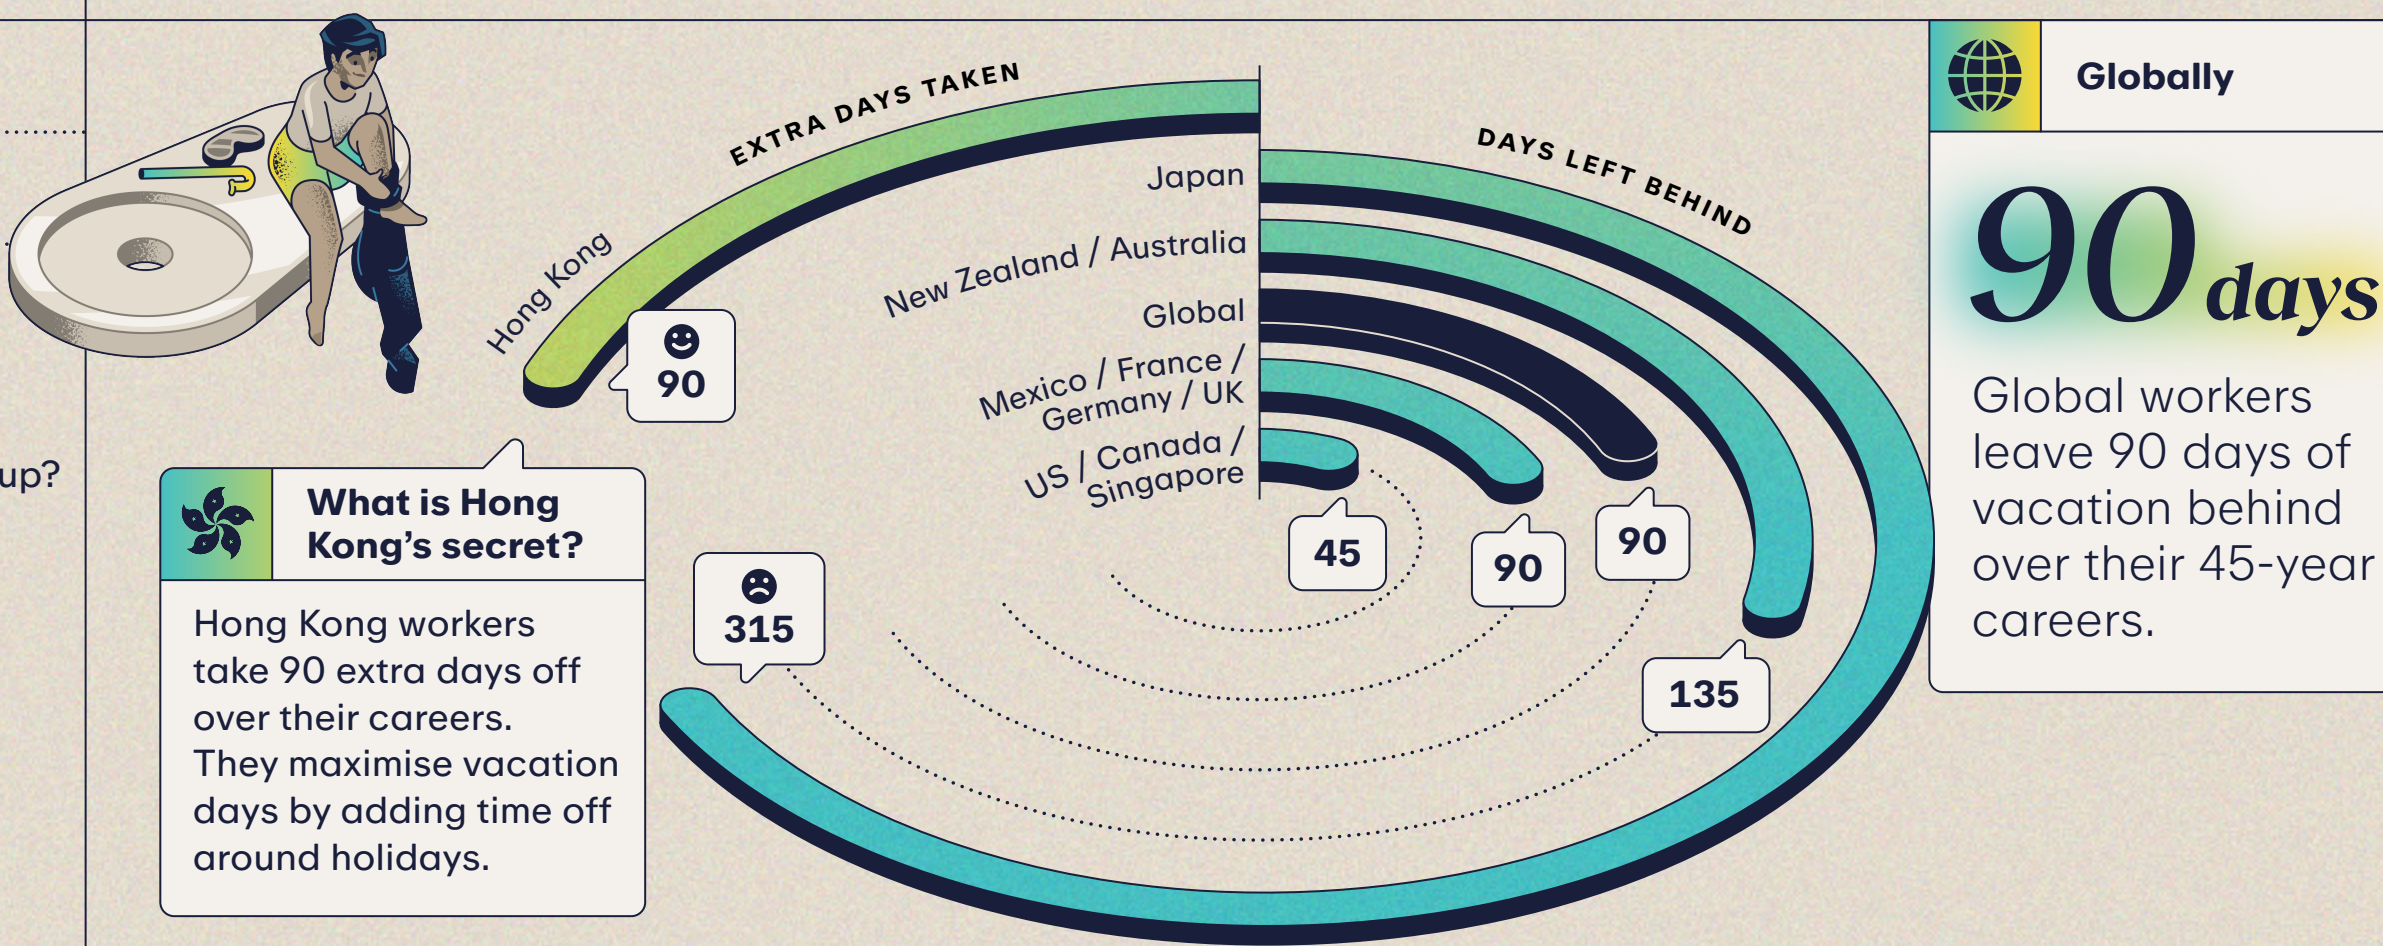 up?
EXTRA DAYS TAKEN
DAYS LEFT BEHIND
Hong Kong
90
Japan
New Zealand / Australia
Global
Mexico / France /
Germany / UK
US / Canada /
Singapore
45
90
90
135
315
What is Hong
Kong’s secret?
Hong Kong workers
take 90 extra days off
over their careers.
They maximise vacation
days by adding time off
around holidays.
Globally
90 days
Global workers
leave 90 days of
vacation behind
over their 45-year
careers.